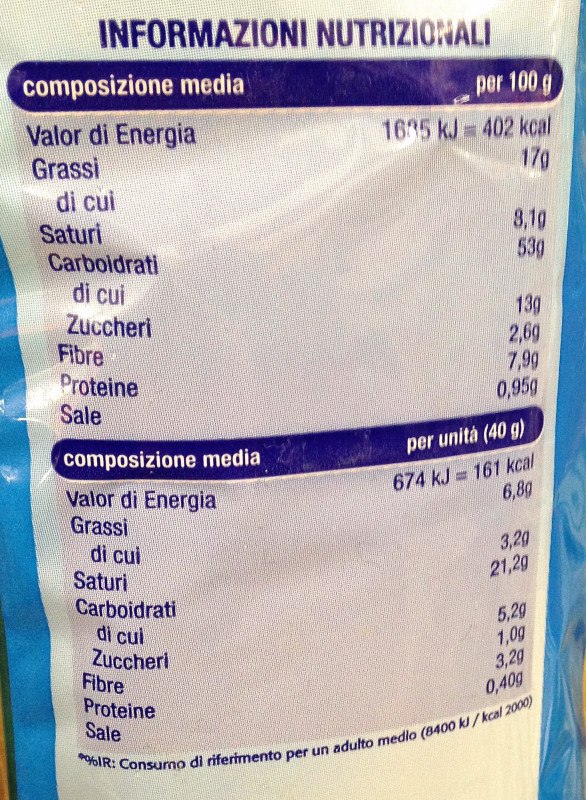 INFORMAZIONI NUTRIZIONALI
composizione media per 100 g
Valor di Energia 1685 kJ = 402 kcal
Grassi 17g
di cui
Saturi 8,1g
Carboidrati 53g
di cui
Zuccheri 13g
Fibre 2,6g
Proteine 7,9g
Sale 0,95g
composizione media per unità (40 g)
Valor di Energia 674 kJ = 161 kcal
Grassi 6,8g
di cui
Saturi 3,2g
Carboidrati 21,2g
di cui
Zuccheri 5,2g
Fibre 1,0g
Proteine 3,2g
Sale 0,40g
*%IR: Consumo di riferimento per un adulto medio (8400 kJ / kcal 2000)